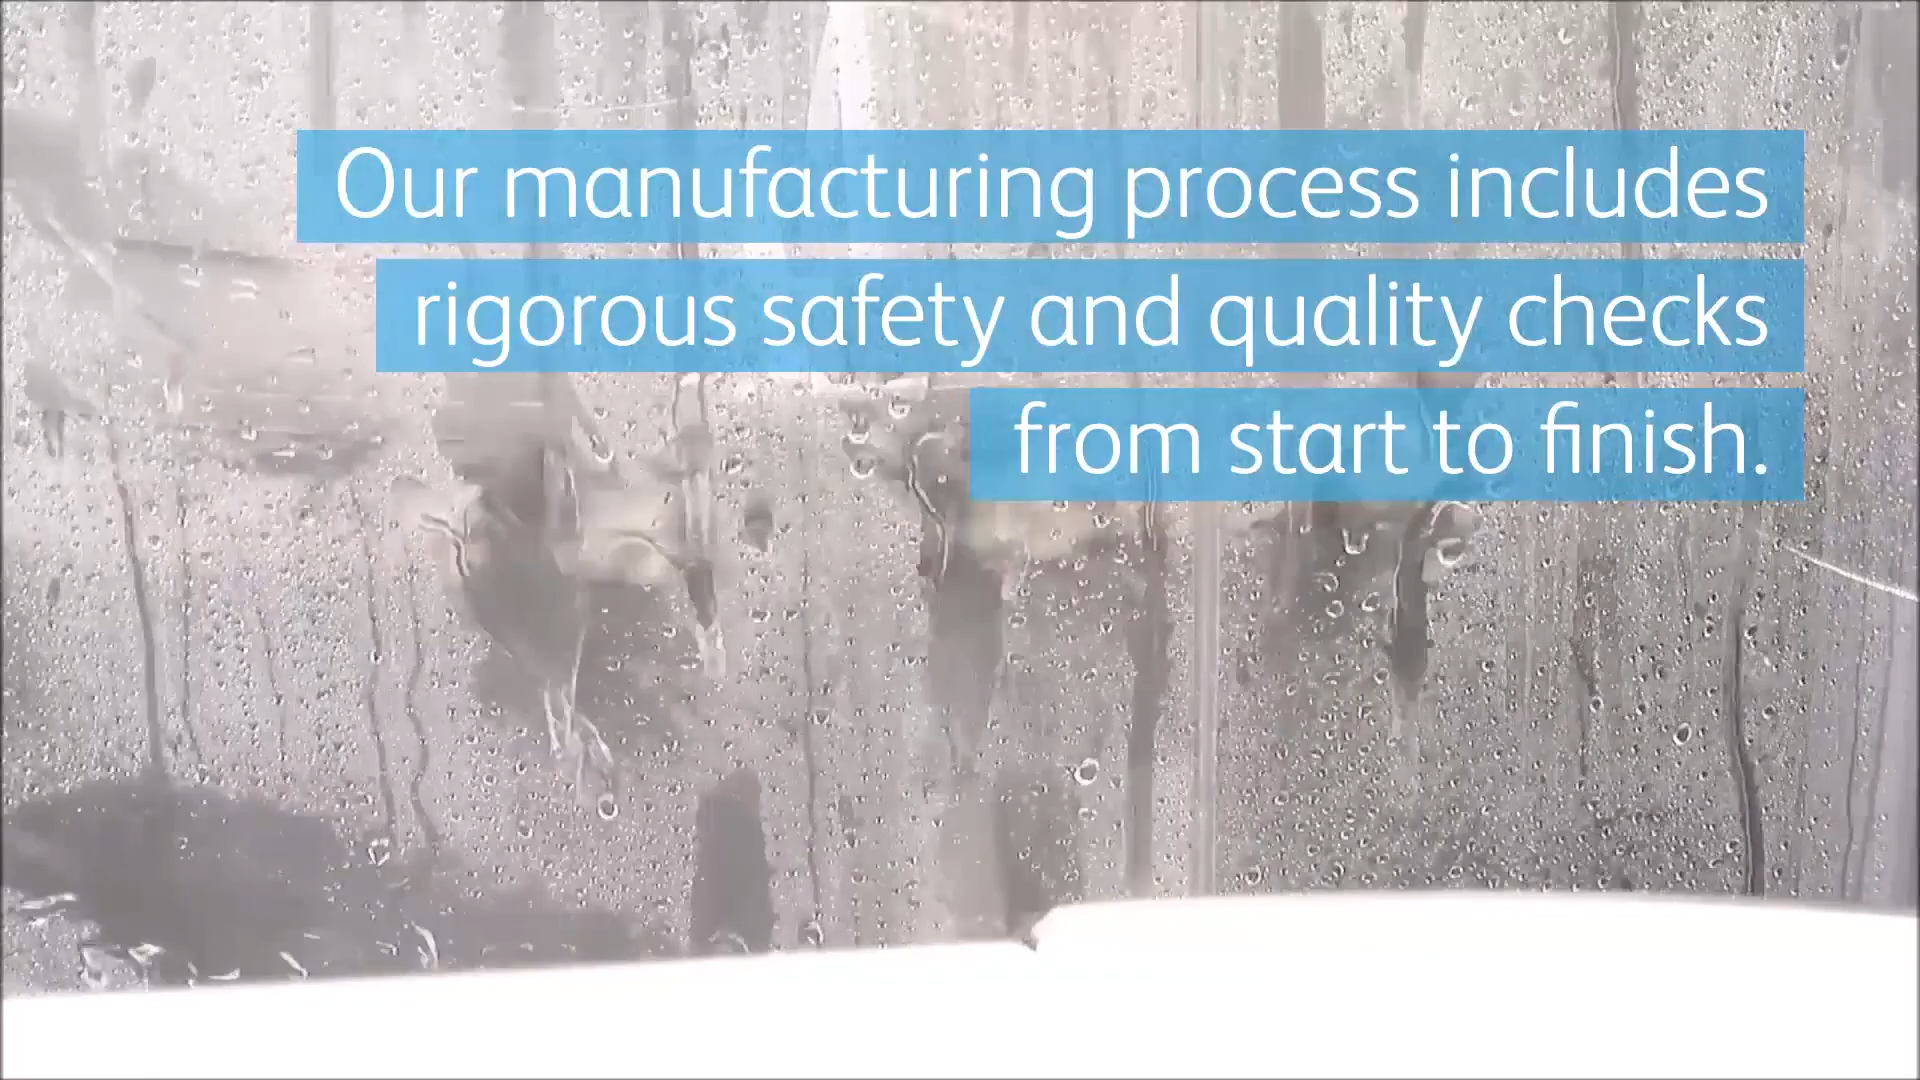 Our manufacturing process includes
rigorous safety and quality checks
from start to finish.